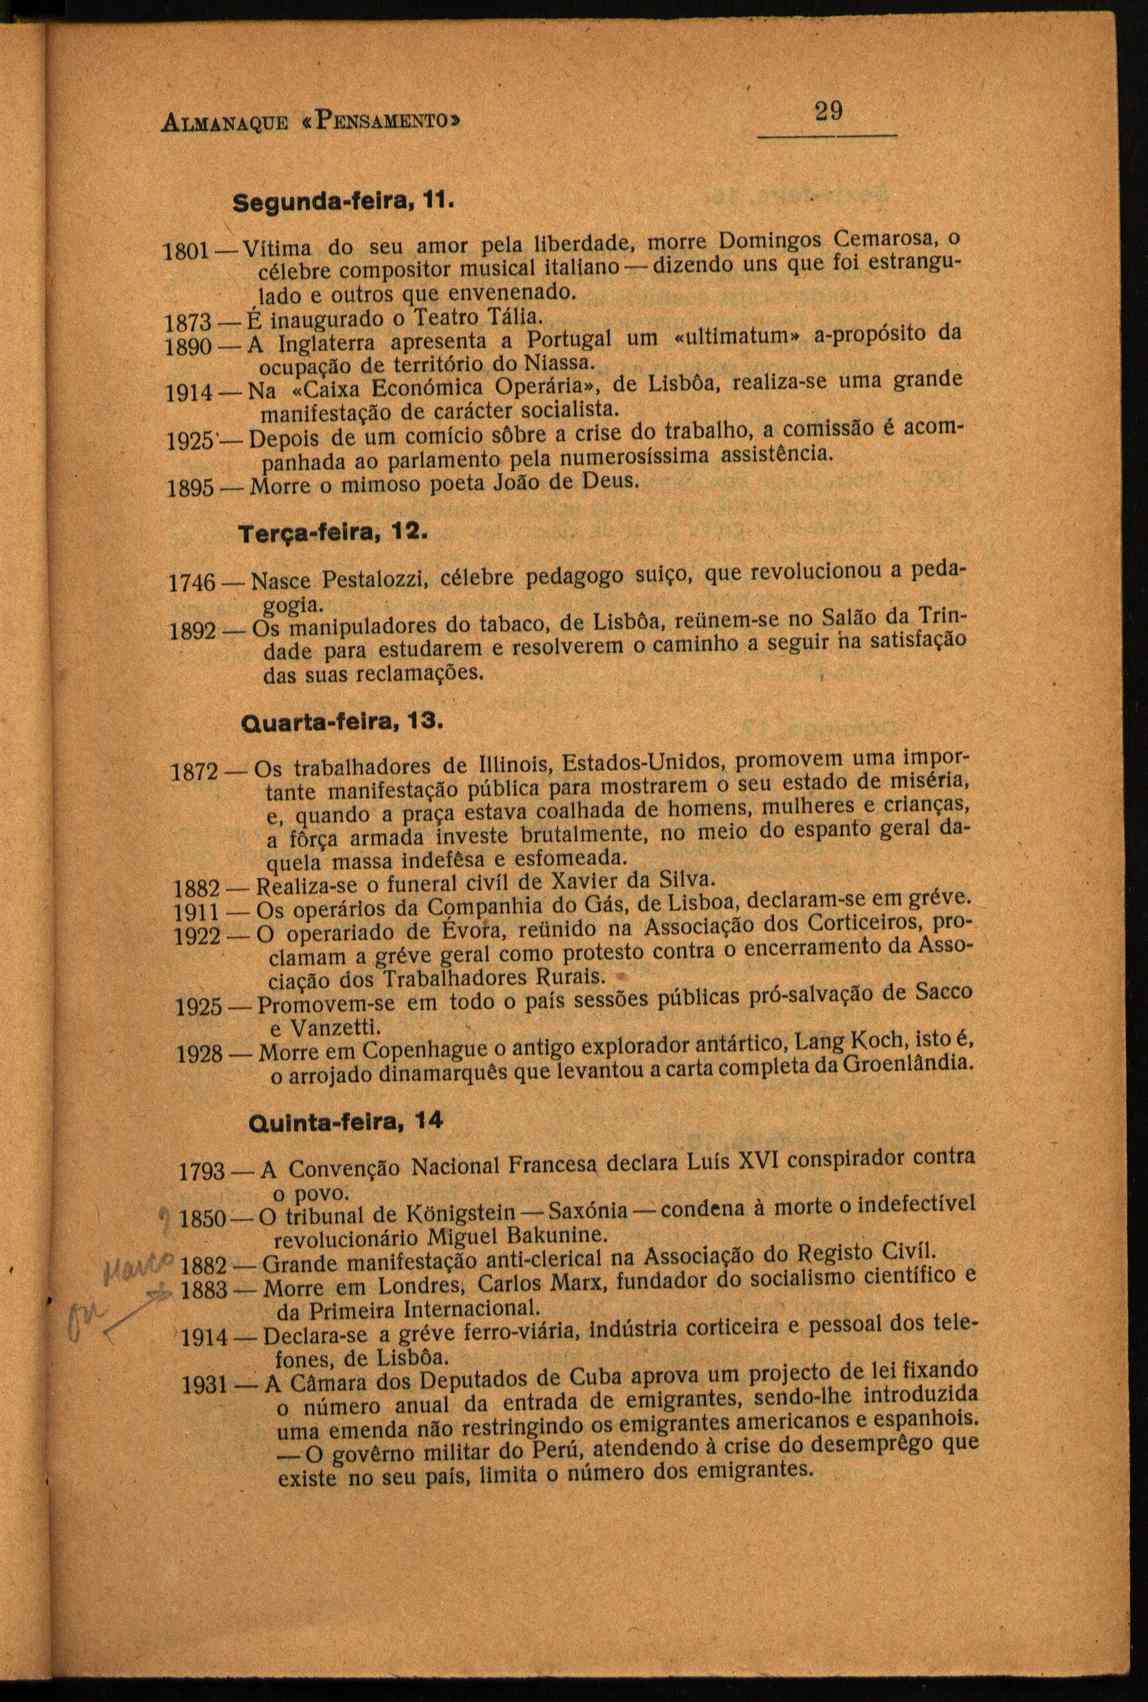 ALMANAQUE «PENSAMENTO» 29
Segunda-feira, 11.
1801 — Vítima do seu amor pela liberdade, morre Domingos Cemarosa, o
célebre compositor musical italiano — dizendo uns que foi estrangu-
lado e outros que envenenado.
1873 — É inaugurado o Teatro Tália.
1890 — A Inglaterra apresenta a Portugal um «ultimatum» a-propósito da
ocupação de território do Niassa.
1914 — Na «Caixa Económica Operária», de Lisbôa, realiza-se uma grande
manifestação de carácter socialista.
1925 — Depois de um comício sôbre a crise do trabalho, a comissão é acom-
panhada ao parlamento pela numerosíssima assistência.
1895 — Morre o mimoso poeta João de Deus.
Terça-feira, 12.
1746 — Nasce Pestalozzi, célebre pedagogo suiço, que revolucionou a peda-
gogia.
1892 — Os manipuladores do tabaco, de Lisbôa, reünem-se no Salão da Trin-
dade para estudarem e resolverem o caminho a seguir na satisfação
das suas reclamações.
Quarta-feira, 13.
1872 — Os trabalhadores de Illinois, Estados-Unidos, promovem uma impor-
tante manifestação pública para mostrarem o seu estado de miséria,
e, quando a praça estava coalhada de homens, mulheres e crianças,
a fôrça armada investe brutalmente, no meio do espanto geral da-
quela massa indefêsa e esfomeada.
1882 — Realiza-se o funeral civíl de Xavier da Silva.
1911 — Os operários da Companhia do Gás, de Lisboa, declaram-se em gréve.
1922 — O operariado de Évora, reünido na Associação dos Corticeiros, pro-
clamam a gréve geral como protesto contra o encerramento da Asso-
ciação dos Trabalhadores Rurais.
1925 — Promovem-se em todo o país sessões públicas pró-salvação de Sacco
e Vanzetti.
1928 — Morre em Copenhague o antigo explorador antártico, Lang Koch, isto é,
o arrojado dinamarquês que levantou a carta completa da Groenlândia.
Quinta-feira, 14
1793 — A Convenção Nacional Francesa declara Luís XVI conspirador contra
o povo.
? 1850 — O tribunal de Königstein — Saxónia — condena à morte o indefectível
revolucionário Miguel Bakunine.
Março
1882 — Grande manifestação anti-clerical na Associação do Registo Civíl.
ou
1883 — Morre em Londres, Carlos Marx, fundador do socialismo científico e
da Primeira Internacional.
1914 — Declara-se a gréve ferro-viária, indústria corticeira e pessoal dos tele-
fones, de Lisbôa.
1931 — A Câmara dos Deputados de Cuba aprova um projecto de lei fixando
o número anual da entrada de emigrantes, sendo-lhe introduzida
uma emenda não restringindo os emigrantes americanos e espanhois.
— O govêrno militar do Perú, atendendo à crise do desemprêgo que
existe no seu país, limita o número dos emigrantes.